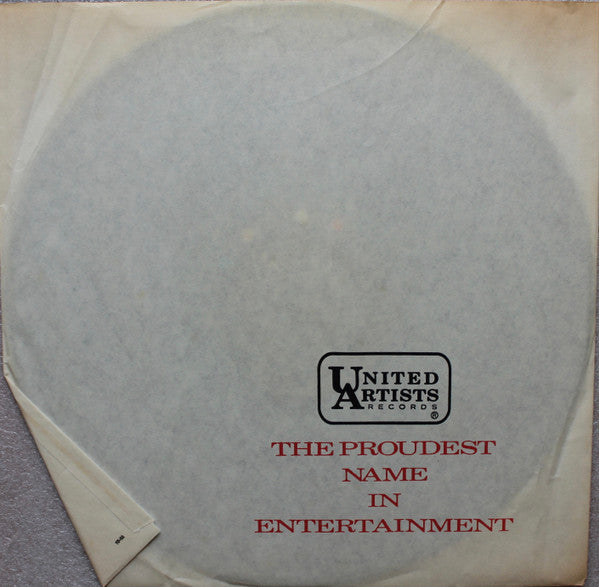 UNITED
ARTISTS
RECORDS
®
THE PROUDEST
NAME
IN
ENTERTAINMENT